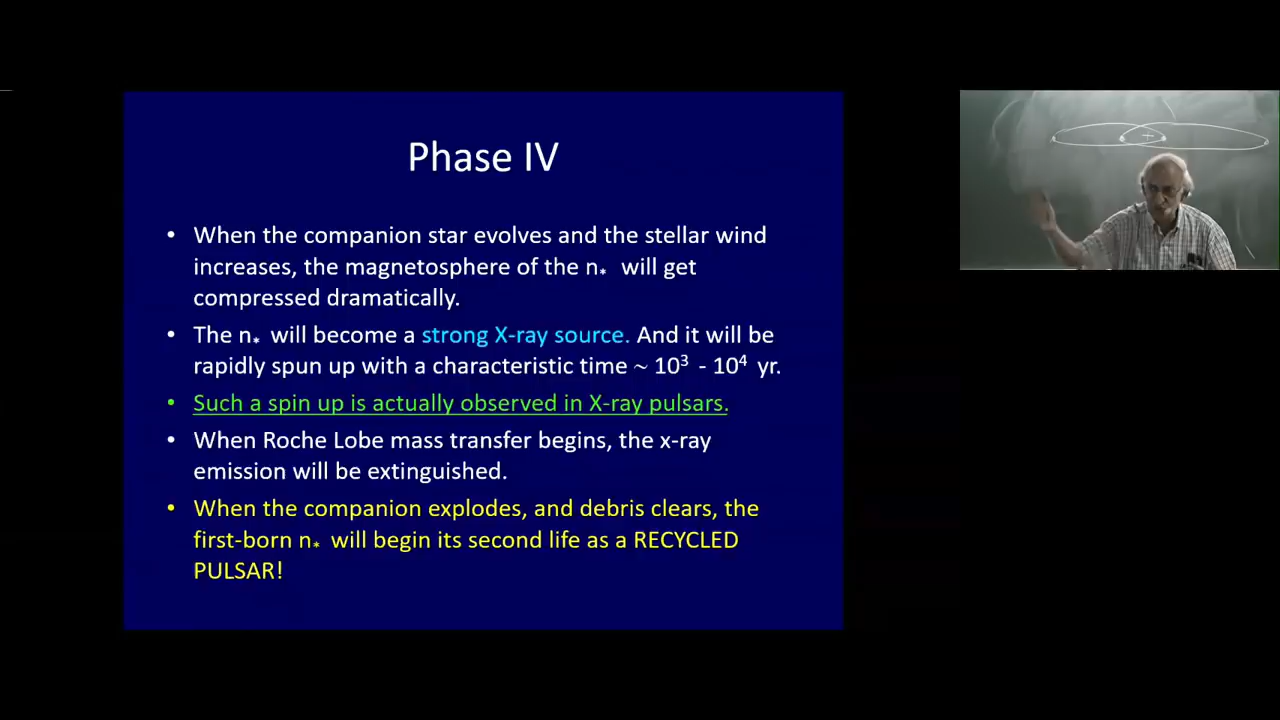 Phase IV
• When the companion star evolves and the stellar wind
increases, the magnetosphere of the n* will get
compressed dramatically.
• The n* will become a strong X-ray source. And it will be
rapidly spun up with a characteristic time ~ 10³ - 10⁴ yr.
• Such a spin up is actually observed in X-ray pulsars.
• When Roche Lobe mass transfer begins, the x-ray
emission will be extinguished.
• When the companion explodes, and debris clears, the
first-born n* will begin its second life as a RECYCLED
PULSAR!